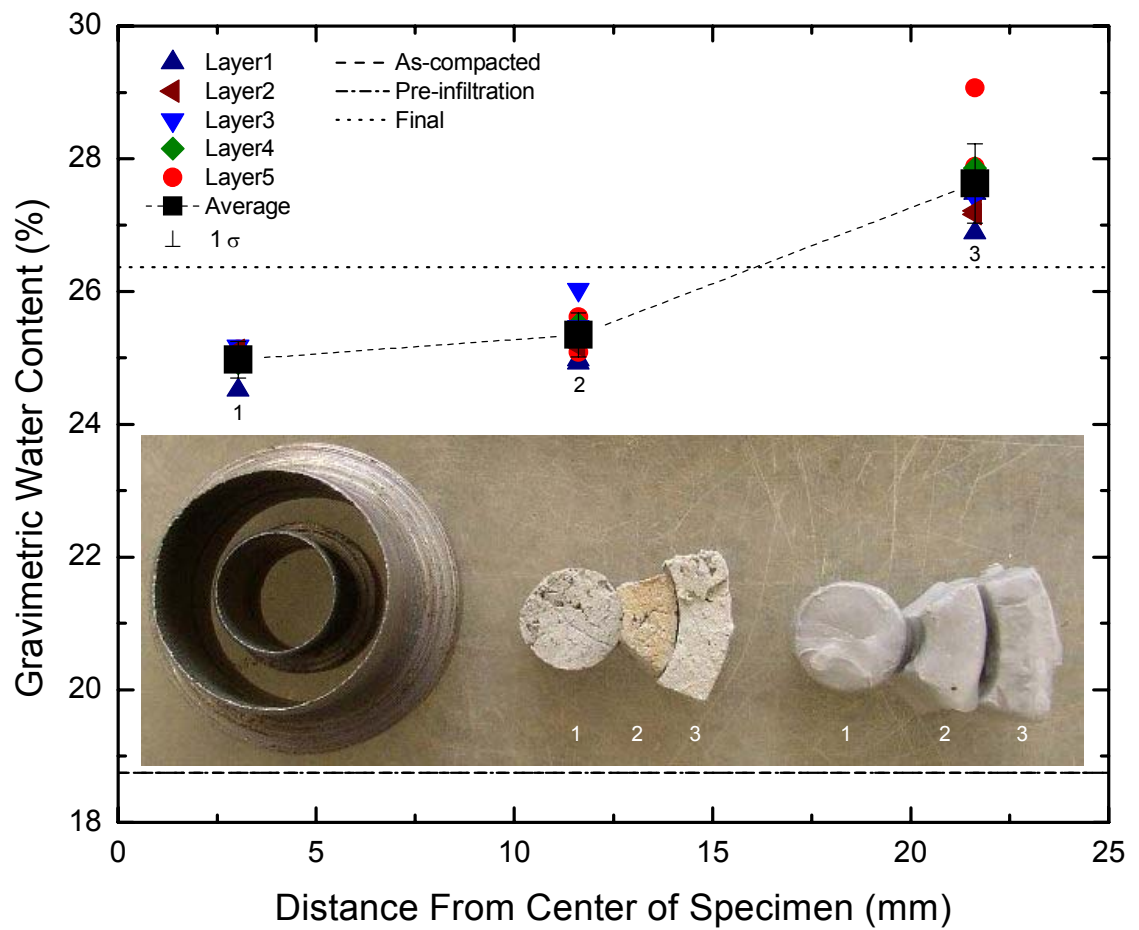 30
28
26
24
22
20
18
Gravimetric Water Content (%)
Layer1
Layer2
Layer3
Layer4
Layer5
Average
⊥ 1 σ
As-compacted
Pre-infiltration
Final
1
2
3
1 2 3
1 2 3
0 5 10 15 20 25
Distance From Center of Specimen (mm)